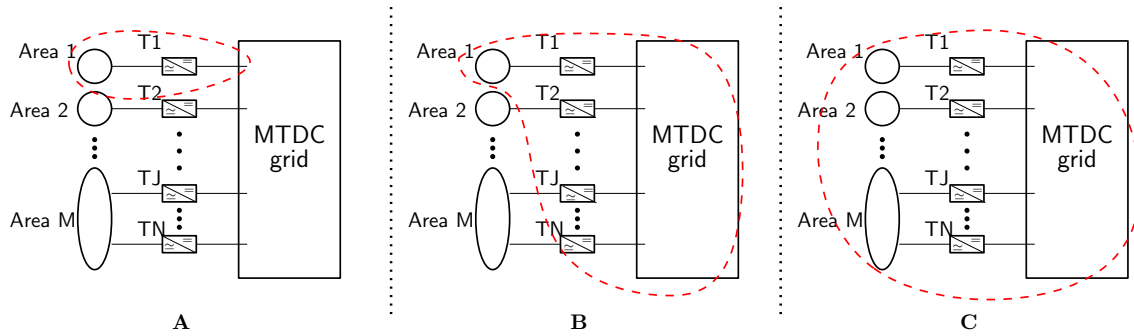 Area 1
T1
Area 2
T2
MTDC
grid
TJ
Area M
TN
A
Area 1
T1
Area 2
T2
MTDC
grid
TJ
Area M
TN
B
Area 1
T1
Area 2
T2
MTDC
grid
TJ
Area M
TN
C